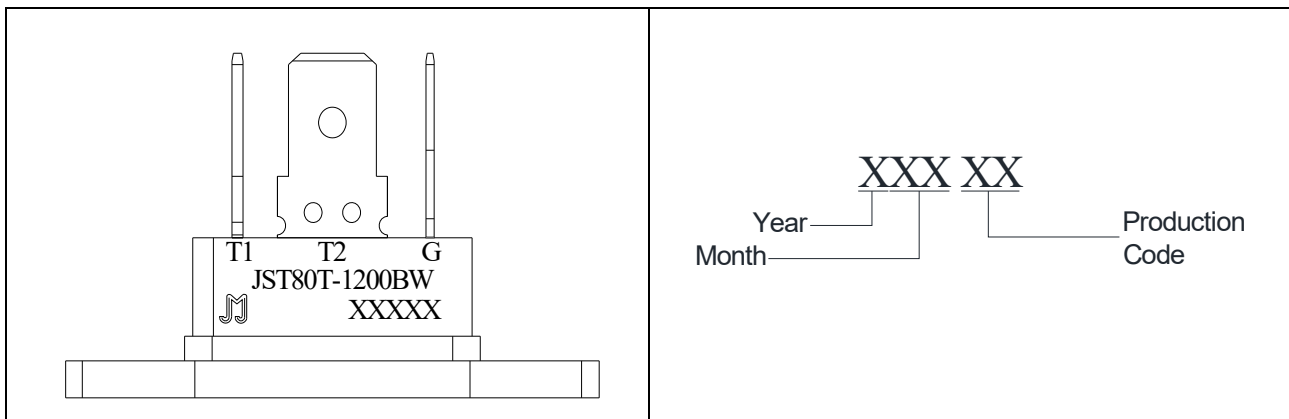 T1 T2 G
JST80T-1200BW
XXXXX
XXX XX
Year
Month
Production
Code